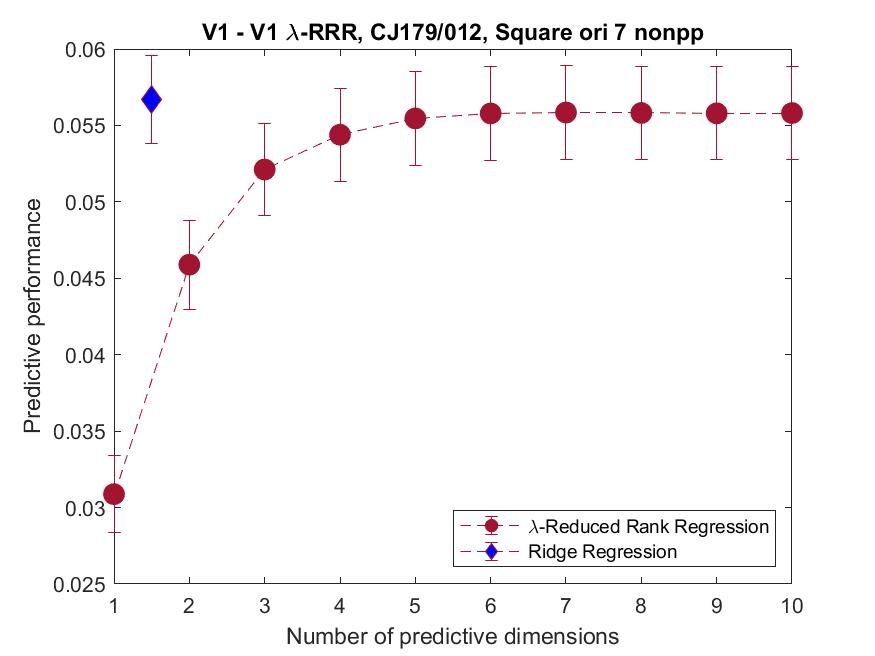 V1 - V1 λ-RRR, CJ179/012, Square ori 7 nonpp
0.06
0.055
0.05
0.045
0.04
0.035
0.03
0.025
Predictive performance
λ-Reduced Rank Regression
Ridge Regression
1 2 3 4 5 6 7 8 9 10
Number of predictive dimensions